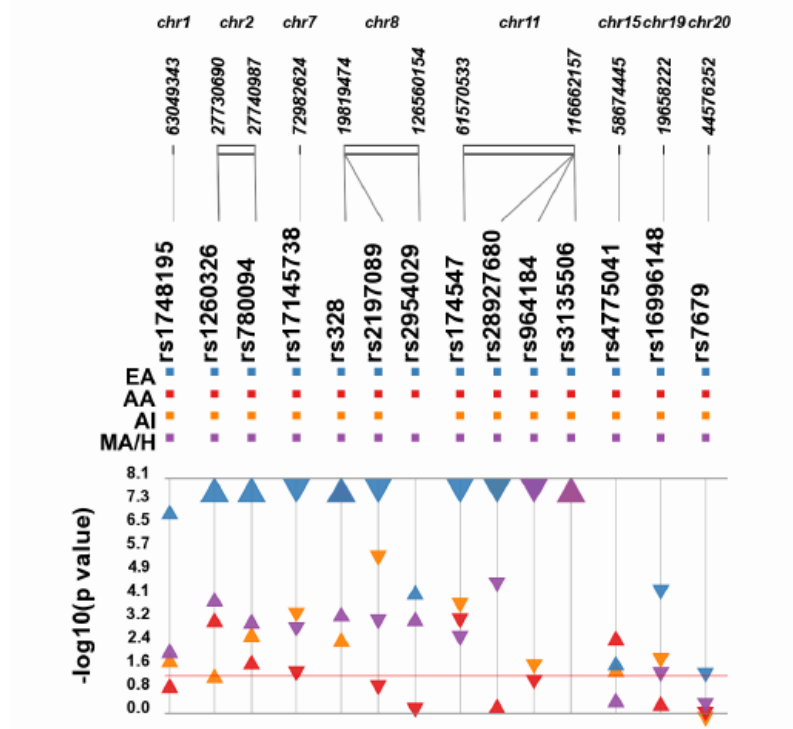 chr1 chr2 chr7 chr8 chr11 chr15 chr19 chr20
63049343 27730690 27740987 72982624 19819474 126560154 61570533 116662157 58674445 19658222 44576252
rs1748195 rs1260326 rs780094 rs17145738 rs328 rs2197089 rs2954029 rs174547 rs28927680 rs964184 rs3135506 rs4775041 rs16996148 rs7679
EA
AA
AI
MA/H
-log10(p value)
8.1
7.3
6.5
5.7
4.9
4.1
3.2
2.4
1.6
0.8
0.0